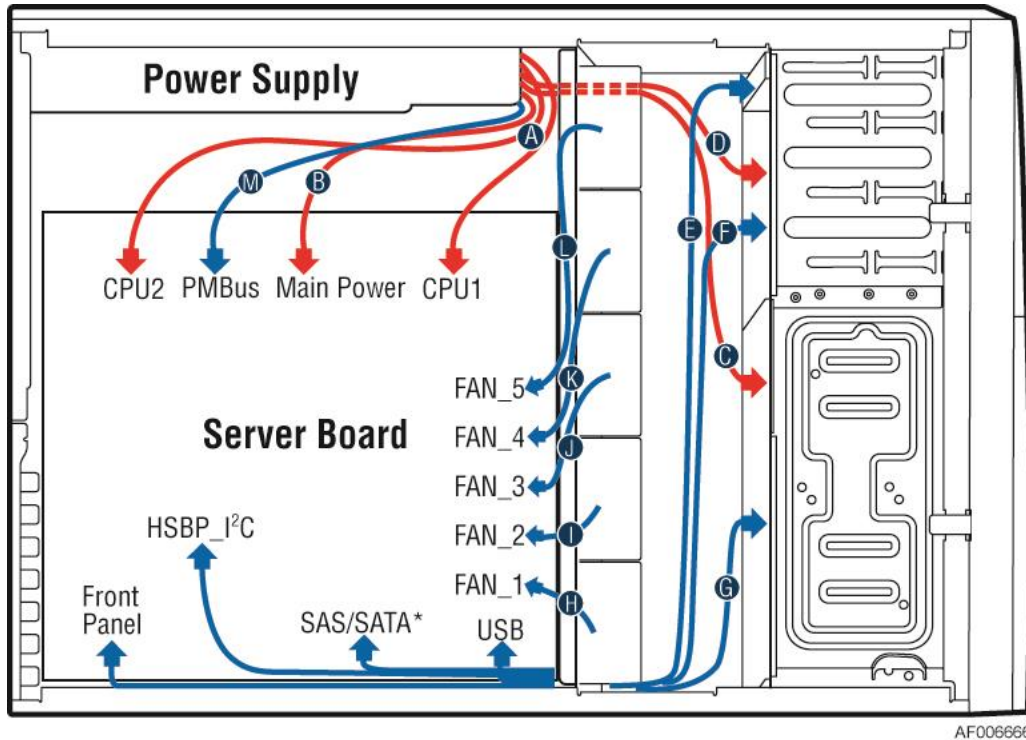 Power Supply
A
D
M
B
E
F
L
CPU2 PMBus Main Power CPU1
C
FAN_5
K
Server Board
FAN_4
J
FAN_3
HSBP_I²C
FAN_2
I
FAN_1
G
H
Front
Panel
SAS/SATA*
USB
AF006666